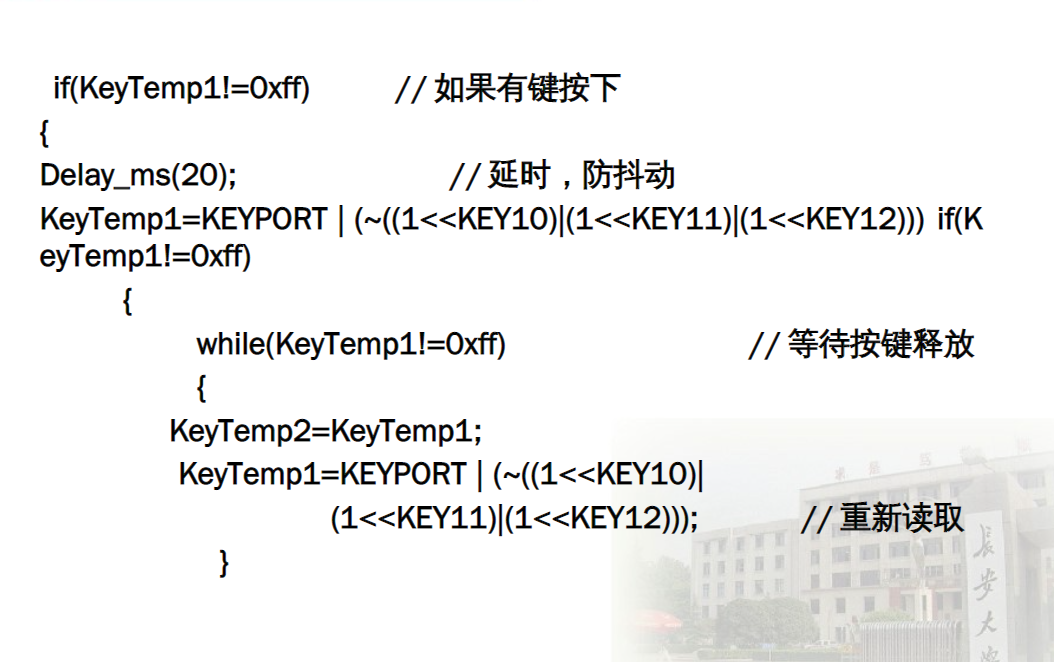 if(KeyTemp1!=0xff) // 如果有键按下
{
Delay_ms(20); // 延时，防抖动
KeyTemp1=KEYPORT | (~((1<<KEY10)|(1<<KEY11)|(1<<KEY12))) if(K
eyTemp1!=0xff)
{
while(KeyTemp1!=0xff) // 等待按键释放
{
KeyTemp2=KeyTemp1;
KeyTemp1=KEYPORT | (~((1<<KEY10)|
(1<<KEY11)|(1<<KEY12))); // 重新读取
}
长安大